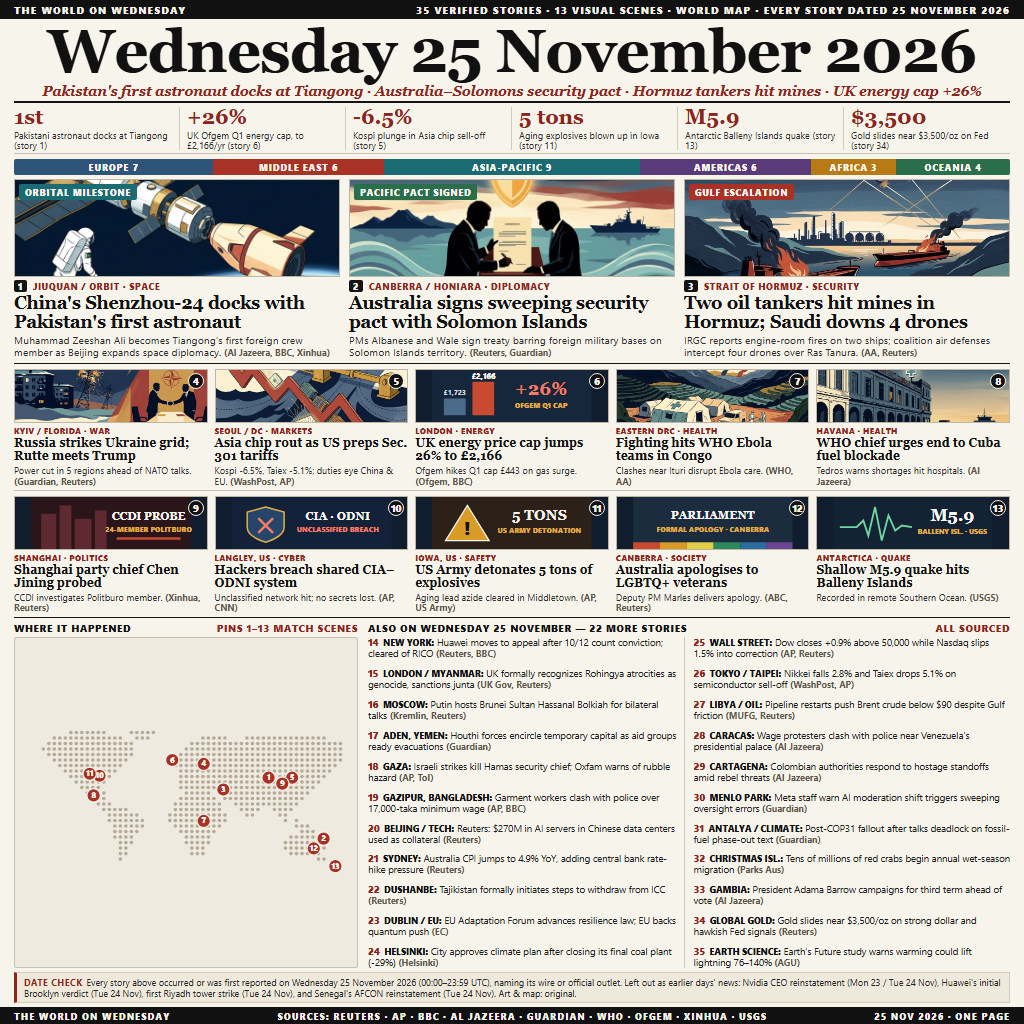 THE WORLD ON WEDNESDAY
35 VERIFIED STORIES · 13 VISUAL SCENES · WORLD MAP · EVERY STORY DATED 25 NOVEMBER 2026
Wednesday 25 November 2026
Pakistan's first astronaut docks at Tiangong · Australia–Solomons security pact · Hormuz tankers hit mines · UK energy cap +26%
1st
Pakistani astronaut docks at Tiangong
(story 1)
+26%
UK Ofgem Q1 energy cap, to
£2,166/yr (story 6)
-6.5%
Kospi plunge in Asia chip sell-off
(story 5)
5 tons
Aging explosives blown up in Iowa
(story 11)
M5.9
Antarctic Balleny Islands quake (story
13)
$3,500
Gold slides near $3,500/oz on Fed
(story 34)
EUROPE 7
MIDDLE EAST 6
ASIA-PACIFIC 9
AMERICAS 6
AFRICA 3
OCEANIA 4
ORBITAL MILESTONE
1 JIUQUAN / ORBIT · SPACE
China's Shenzhou-24 docks with
Pakistan's first astronaut
Muhammad Zeeshan Ali becomes Tiangong's first foreign crew
member as Beijing expands space diplomacy. (Al Jazeera, BBC, Xinhua)
PACIFIC PACT SIGNED
2 CANBERRA / HONIARA · DIPLOMACY
Australia signs sweeping security
pact with Solomon Islands
PMs Albanese and Wale sign treaty barring foreign military bases on
Solomon Islands territory. (Reuters, Guardian)
GULF ESCALATION
3 STRAIT OF HORMUZ · SECURITY
Two oil tankers hit mines in
Hormuz; Saudi downs 4 drones
IRGC reports engine-room fires on two ships; coalition air defenses
intercept four drones over Ras Tanura. (AA, Reuters)
4
KYIV / FLORIDA · WAR
Russia strikes Ukraine grid;
Rutte meets Trump
Power cut in 5 regions ahead of NATO talks.
(Guardian, Reuters)
5
SEOUL / DC · MARKETS
Asia chip rout as US preps Sec.
301 tariffs
Kospi -6.5%, Taiex -5.1%; duties eye China &
EU. (WashPost, AP)
£1,723
£2,166
+26%
OFGEM Q1 CAP
6
LONDON · ENERGY
UK energy price cap jumps
26% to £2,166
Ofgem hikes Q1 cap £443 on gas surge.
(Ofgem, BBC)
7
EASTERN DRC · HEALTH
Fighting hits WHO Ebola
teams in Congo
Clashes near Ituri disrupt Ebola care. (WHO,
AA)
8
HAVANA · HEALTH
WHO chief urges end to Cuba
fuel blockade
Tedros warns shortages hit hospitals. (Al
Jazeera)
CCDI PROBE
24-MEMBER POLITBURO
9
SHANGHAI · POLITICS
Shanghai party chief Chen
Jining probed
CCDI investigates Politburo member. (Xinhua,
Reuters)
CIA · ODNI
UNCLASSIFIED BREACH
10
LANGLEY, US · CYBER
Hackers breach shared CIA–
ODNI system
Unclassified network hit; no secrets lost. (AP,
CNN)
!
5 TONS
US ARMY DETONATION
11
IOWA, US · SAFETY
US Army detonates 5 tons of
explosives
Aging lead azide cleared in Middletown. (AP,
US Army)
PARLIAMENT
FORMAL APOLOGY · CANBERRA
12
CANBERRA · SOCIETY
Australia apologises to
LGBTQ+ veterans
Deputy PM Marles delivers apology. (ABC,
Reuters)
M5.9
BALLENY ISL. · USGS
13
ANTARCTICA · QUAKE
Shallow M5.9 quake hits
Balleny Islands
Recorded in remote Southern Ocean. (USGS)
WHERE IT HAPPENED
PINS 1–13 MATCH SCENES
6
4
11
10
8
1
5
9
3
7
2
12
13
ALSO ON WEDNESDAY 25 NOVEMBER — 22 MORE STORIES
ALL SOURCED
14 NEW YORK: Huawei moves to appeal after 10/12 count conviction;
cleared of RICO (Reuters, BBC)
15 LONDON / MYANMAR: UK formally recognizes Rohingya atrocities as
genocide, sanctions junta (UK Gov, Reuters)
16 MOSCOW: Putin hosts Brunei Sultan Hassanal Bolkiah for bilateral
talks (Kremlin, Reuters)
17 ADEN, YEMEN: Houthi forces encircle temporary capital as aid groups
ready evacuations (Guardian)
18 GAZA: Israeli strikes kill Hamas security chief; Oxfam warns of rubble
hazard (AP, ToI)
19 GAZIPUR, BANGLADESH: Garment workers clash with police over
17,000-taka minimum wage (AP, BBC)
20 BEIJING / TECH: Reuters: $270M in AI servers in Chinese data centers
used as collateral (Reuters)
21 SYDNEY: Australia CPI jumps to 4.9% YoY, adding central bank rate-
hike pressure (Reuters)
22 DUSHANBE: Tajikistan formally initiates steps to withdraw from ICC
(Reuters)
23 DUBLIN / EU: EU Adaptation Forum advances resilience law; EU backs
quantum push (EC)
24 HELSINKI: City approves climate plan after closing its final coal plant
(-29%) (Helsinki)
25 WALL STREET: Dow closes +0.9% above 50,000 while Nasdaq slips
1.5% into correction (AP, Reuters)
26 TOKYO / TAIPEI: Nikkei falls 2.8% and Taiex drops 5.1% on
semiconductor sell-off (WashPost, AP)
27 LIBYA / OIL: Pipeline restarts push Brent crude below $90 despite Gulf
friction (MUFG, Reuters)
28 CARACAS: Wage protesters clash with police near Venezuela's
presidential palace (Al Jazeera)
29 CARTAGENA: Colombian authorities respond to hostage standoffs
amid rebel threats (Al Jazeera)
30 MENLO PARK: Meta staff warn AI moderation shift triggers sweeping
oversight errors (Guardian)
31 ANTALYA / CLIMATE: Post-COP31 fallout after talks deadlock on fossil-
fuel phase-out text (Guardian)
32 CHRISTMAS ISL.: Tens of millions of red crabs begin annual wet-season
migration (Parks Aus)
33 GAMBIA: President Adama Barrow campaigns for third term ahead of
vote (Al Jazeera)
34 GLOBAL GOLD: Gold slides near $3,500/oz on strong dollar and
hawkish Fed signals (Reuters)
35 EARTH SCIENCE: Earth's Future study warns warming could lift
lightning 76–140% (AGU)
DATE CHECK Every story above occurred or was first reported on Wednesday 25 November 2026 (00:00–23:59 UTC), naming its wire or official outlet. Left out as earlier days' news: Nvidia CEO reinstatement (Mon 23 / Tue 24 Nov), Huawei's initial
Brooklyn verdict (Tue 24 Nov), first Riyadh tower strike (Tue 24 Nov), and Senegal's AFCON reinstatement (Tue 24 Nov). Art & map: original.
THE WORLD ON WEDNESDAY
SOURCES: REUTERS · AP · BBC · AL JAZEERA · GUARDIAN · WHO · OFGEM · XINHUA · USGS
25 NOV 2026 · ONE PAGE